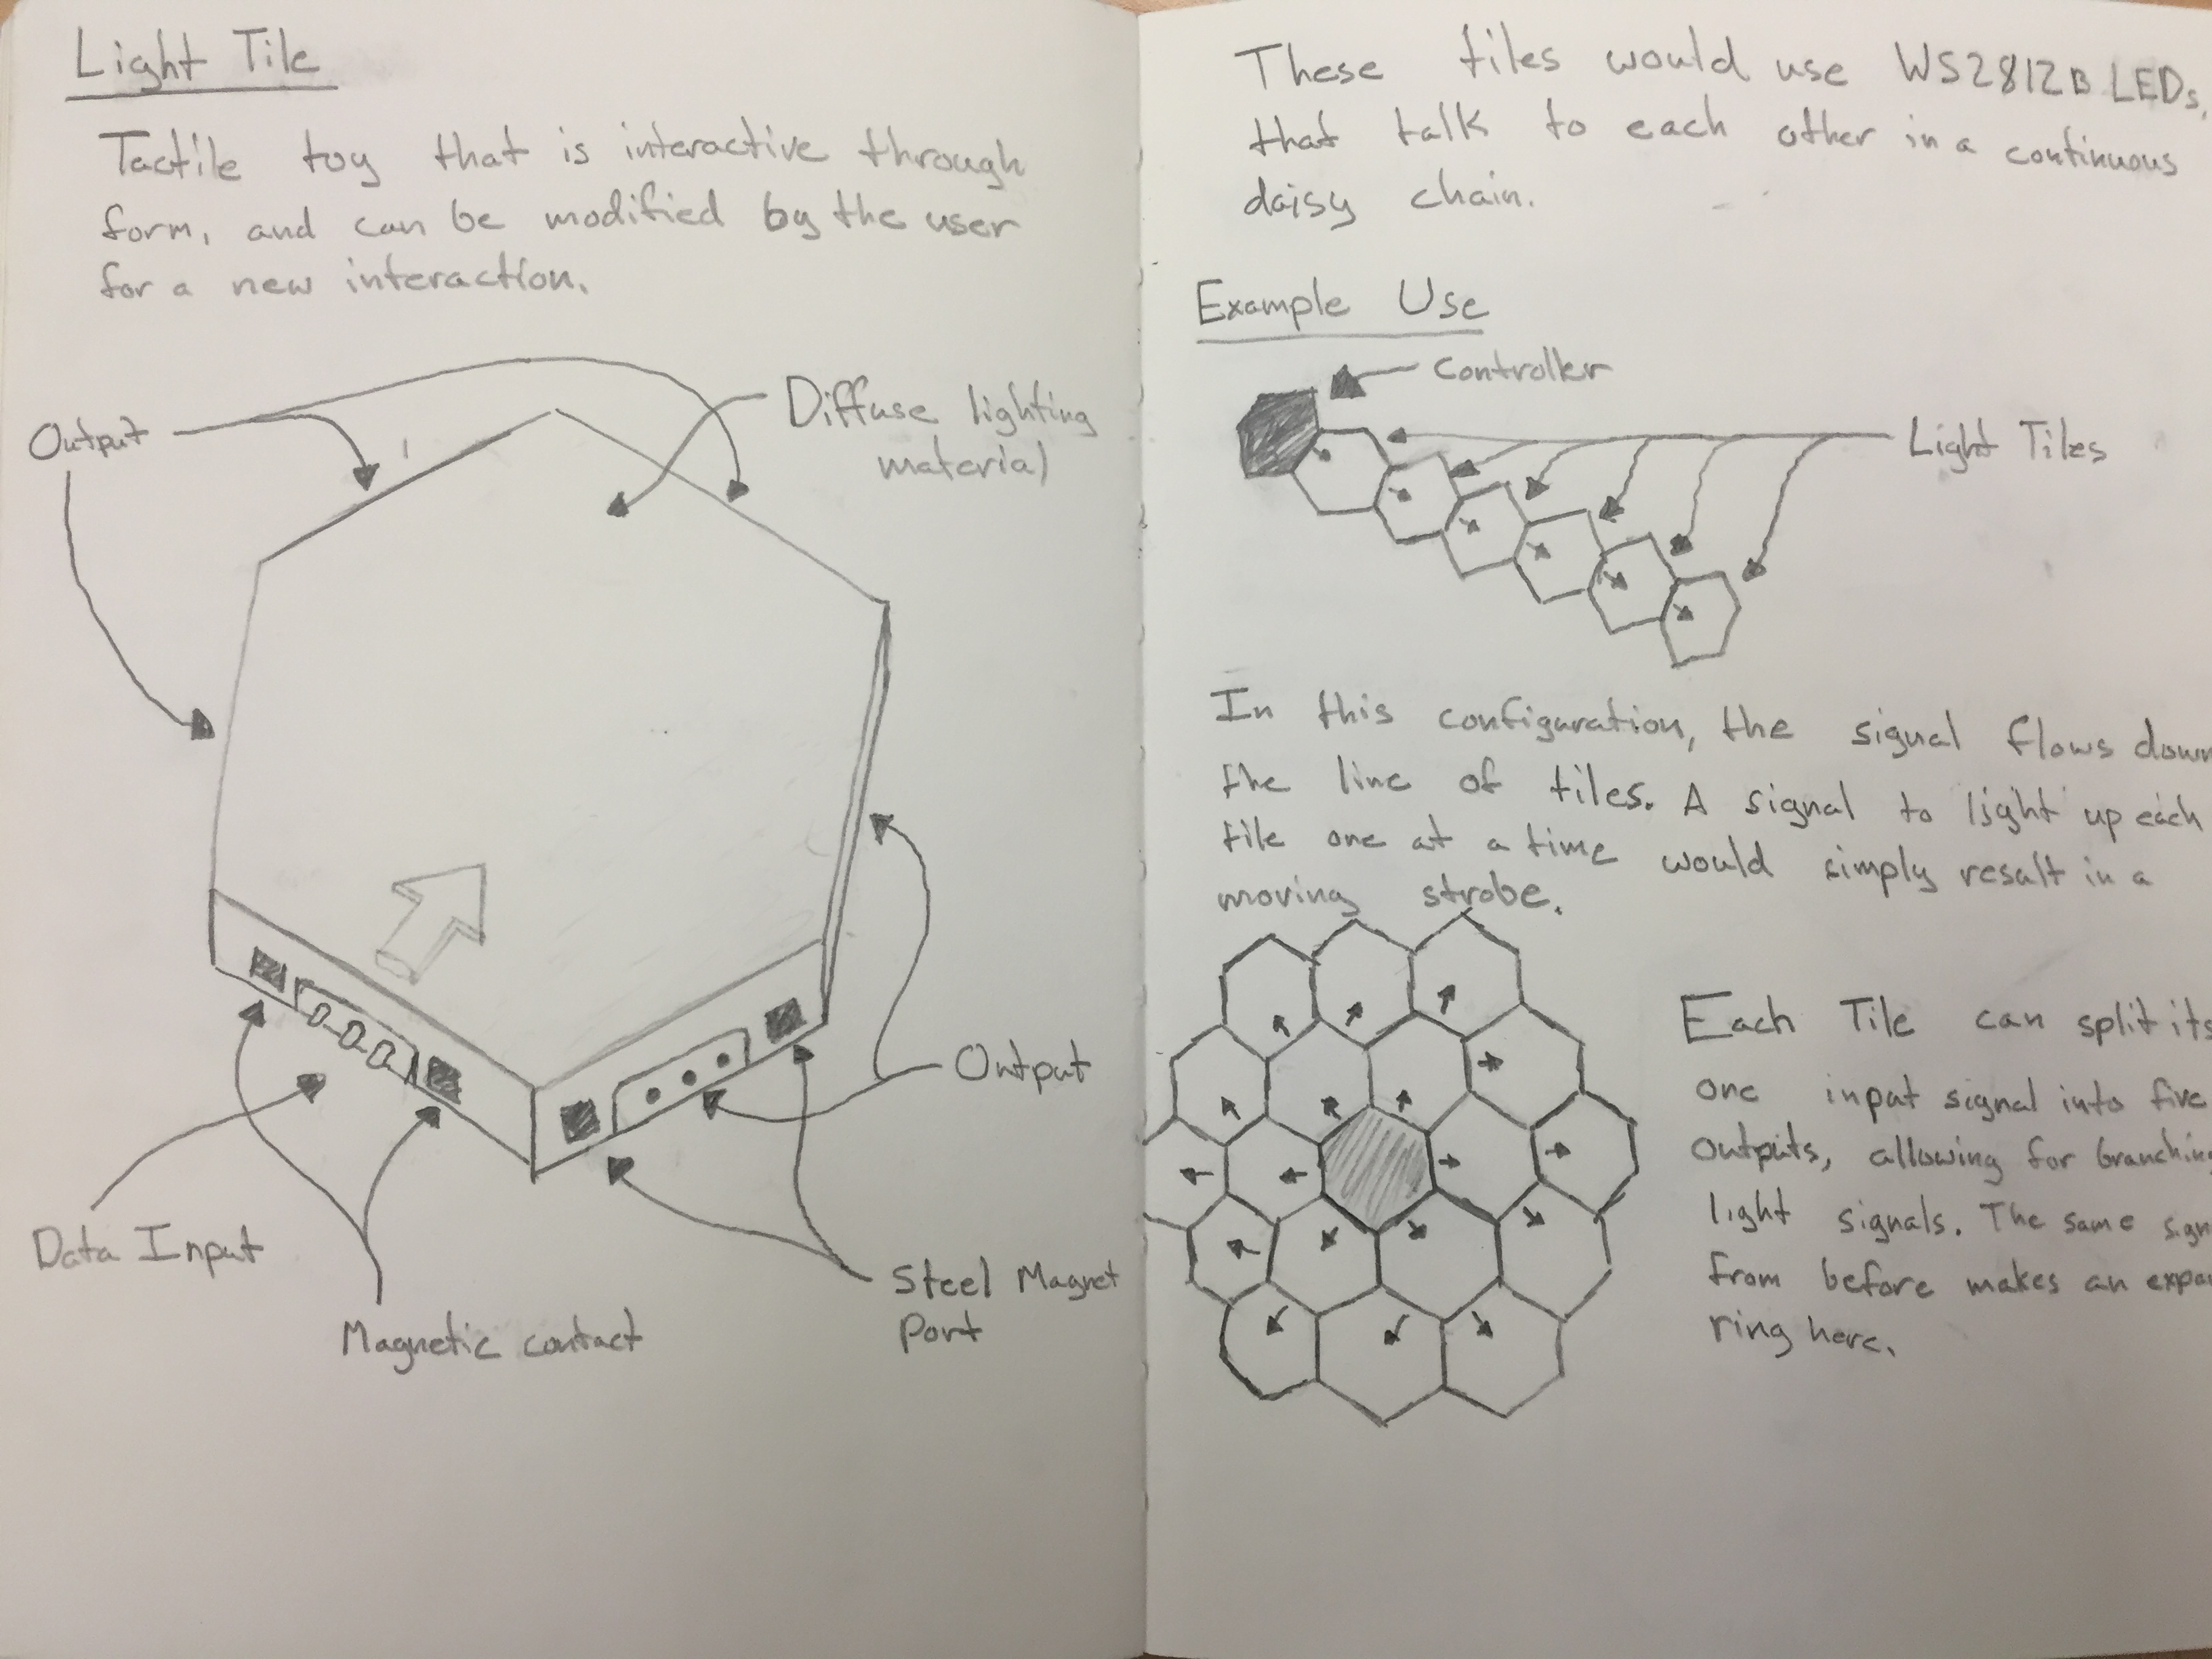 Light Tile
Tactile toy that is interactive through
form, and can be modified by the user
for a new interaction.
Output
Diffuse lighting
material
Output
Data Input
Magnetic contact
Steel Magnet
Port
These tiles would use WS2812B LEDs,
that talk to each other in a continuous
daisy chain.
Example Use
Controller
Light Tiles
In this configuration, the signal flows down
the line of tiles. A signal to light up each
tile one at a time would simply result in a
moving strobe.
Each Tile can split its
one input signal into five
outputs, allowing for branching
light signals. The same sign
from before makes an expa
ring here.